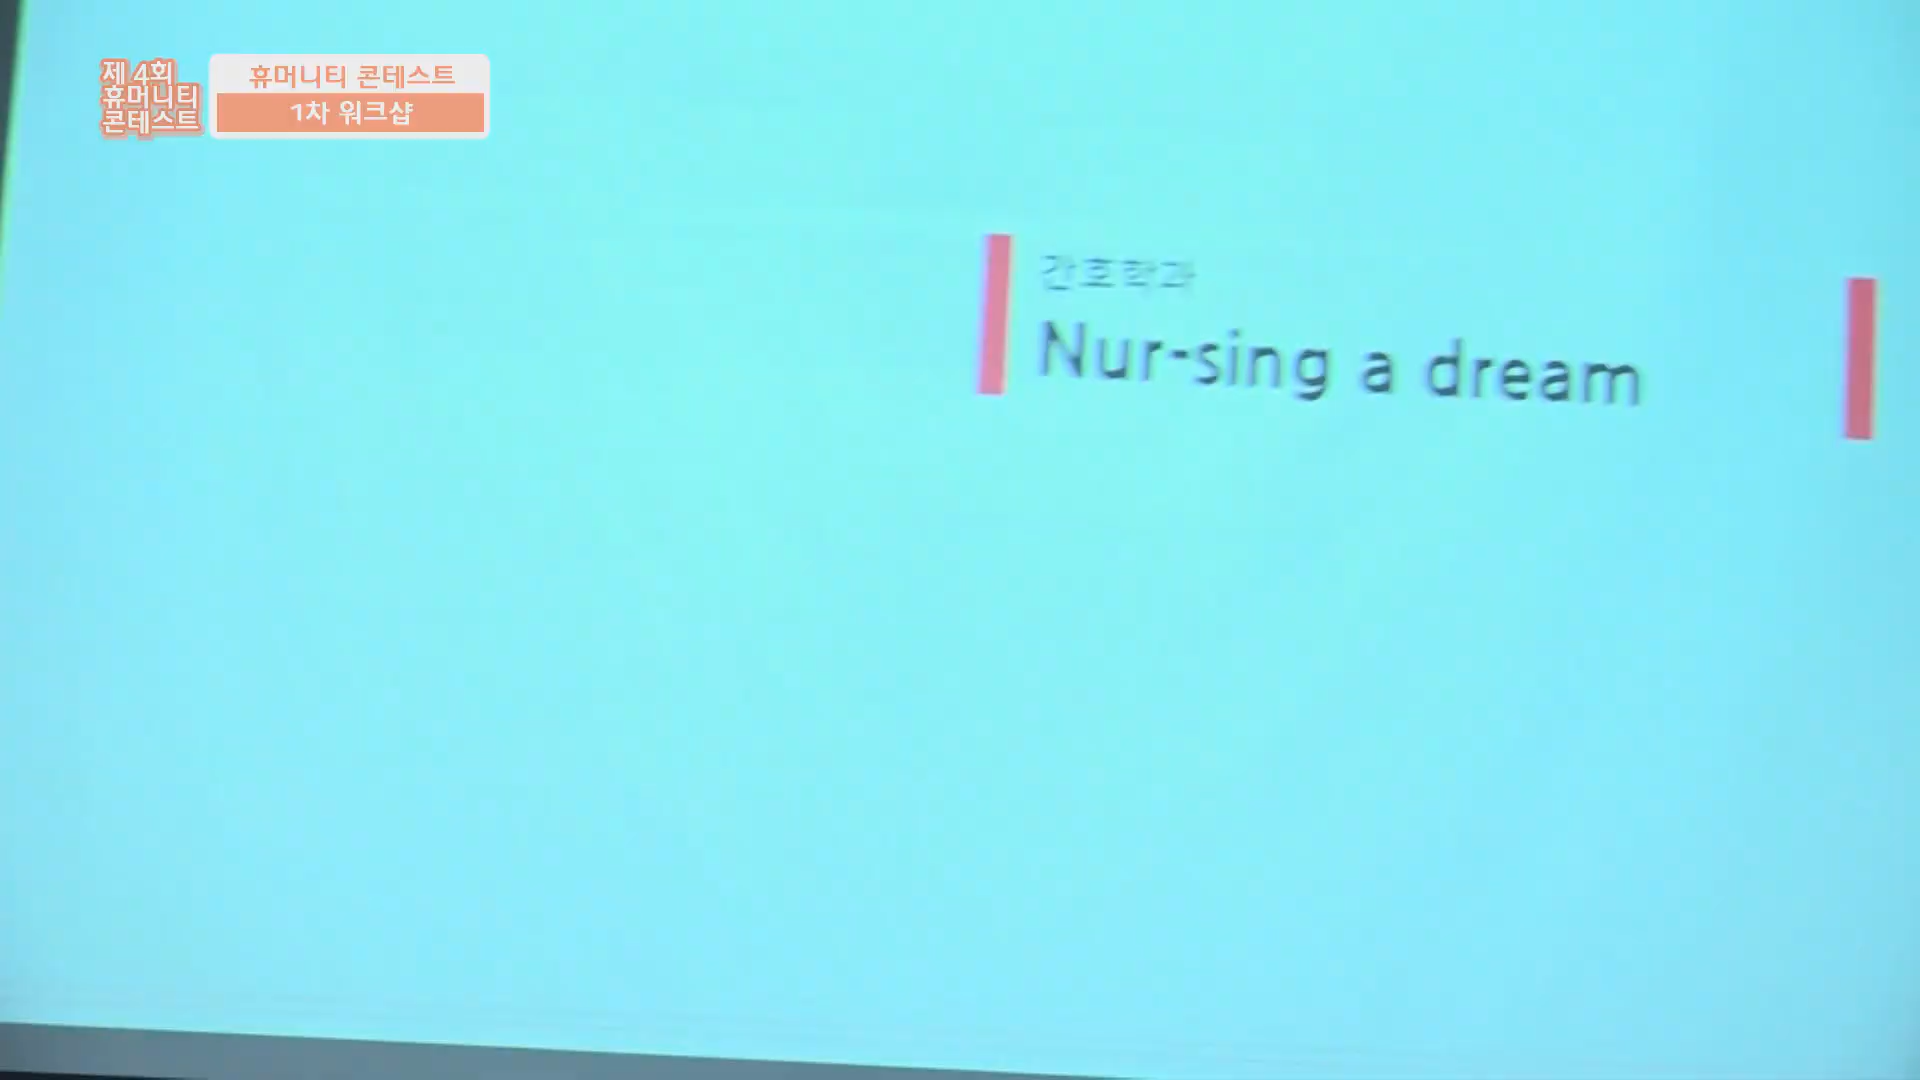 제 4회
휴머니티
콘테스트
휴머니티 콘테스트
1차 워크샵
간호학과
Nur-sing a dream